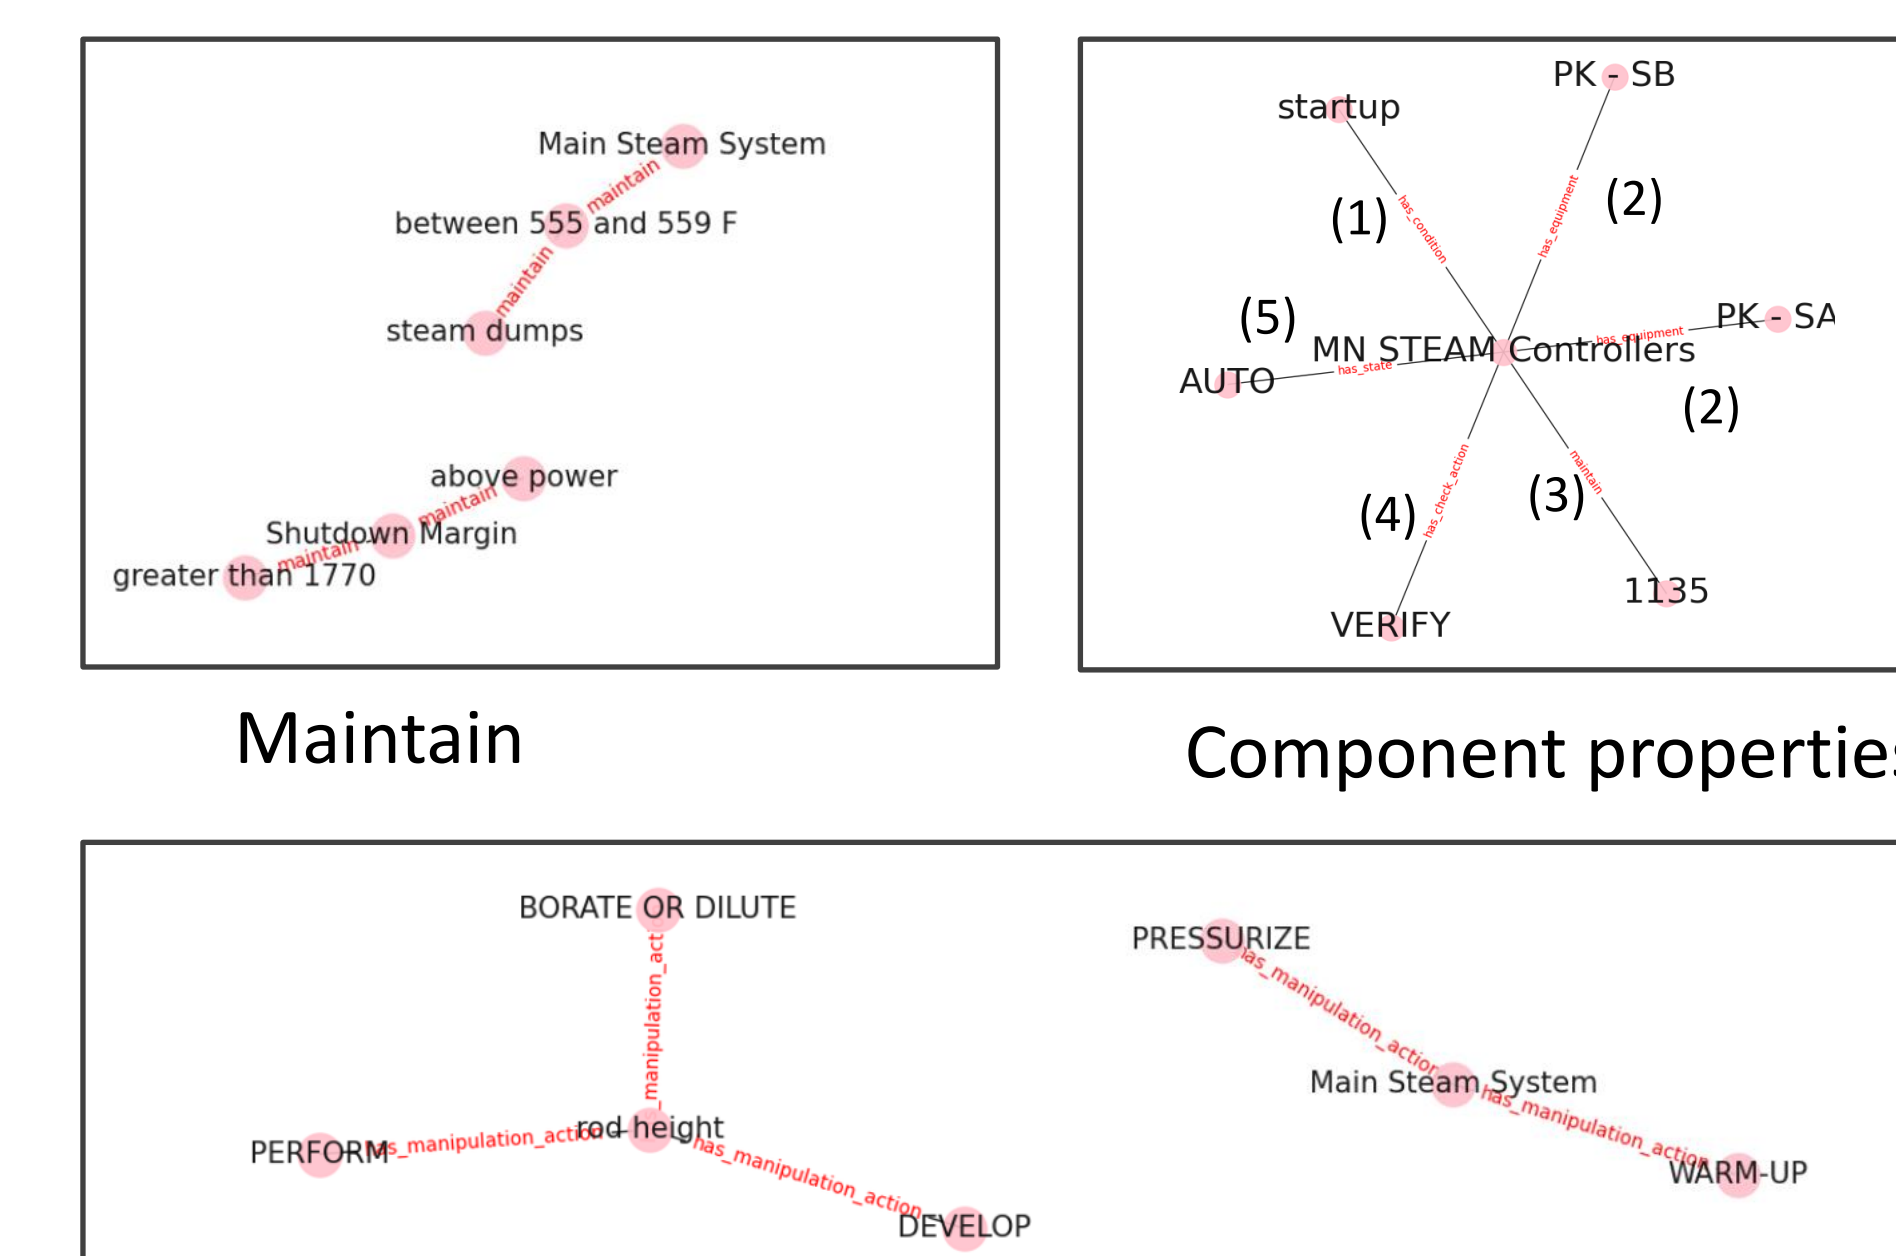 Main Steam System
maintain
between 555 and 559 F
maintain
steam dumps
above power
maintain
Shutdown Margin
maintain
greater than 1770
Maintain
PK - SB
startup
has_condition
(1)
has_equipment
(2)
(5)
PK - SA
has_equipment
MN STEAM Controllers
has_state
AUTO
(2)
has_check_action
(4)
maintain
(3)
1135
VERIFY
Component properties
BORATE OR DILUTE
_manipulation_acti
rod height
PERFORM
has_manipulation_action
has_manipulation_action
DEVELOP
PRESSURIZE
has_manipulation_action
Main Steam System
has_manipulation_action
WARM-UP